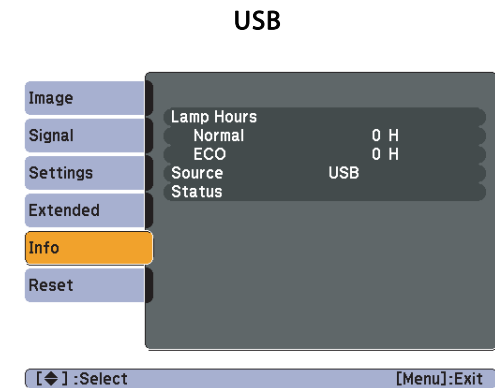 USB
Image
Signal
Settings
Extended
Info
Reset
Lamp Hours
Normal 0 H
ECO 0 H
Source USB
Status
[◆] :Select [Menu]:Exit